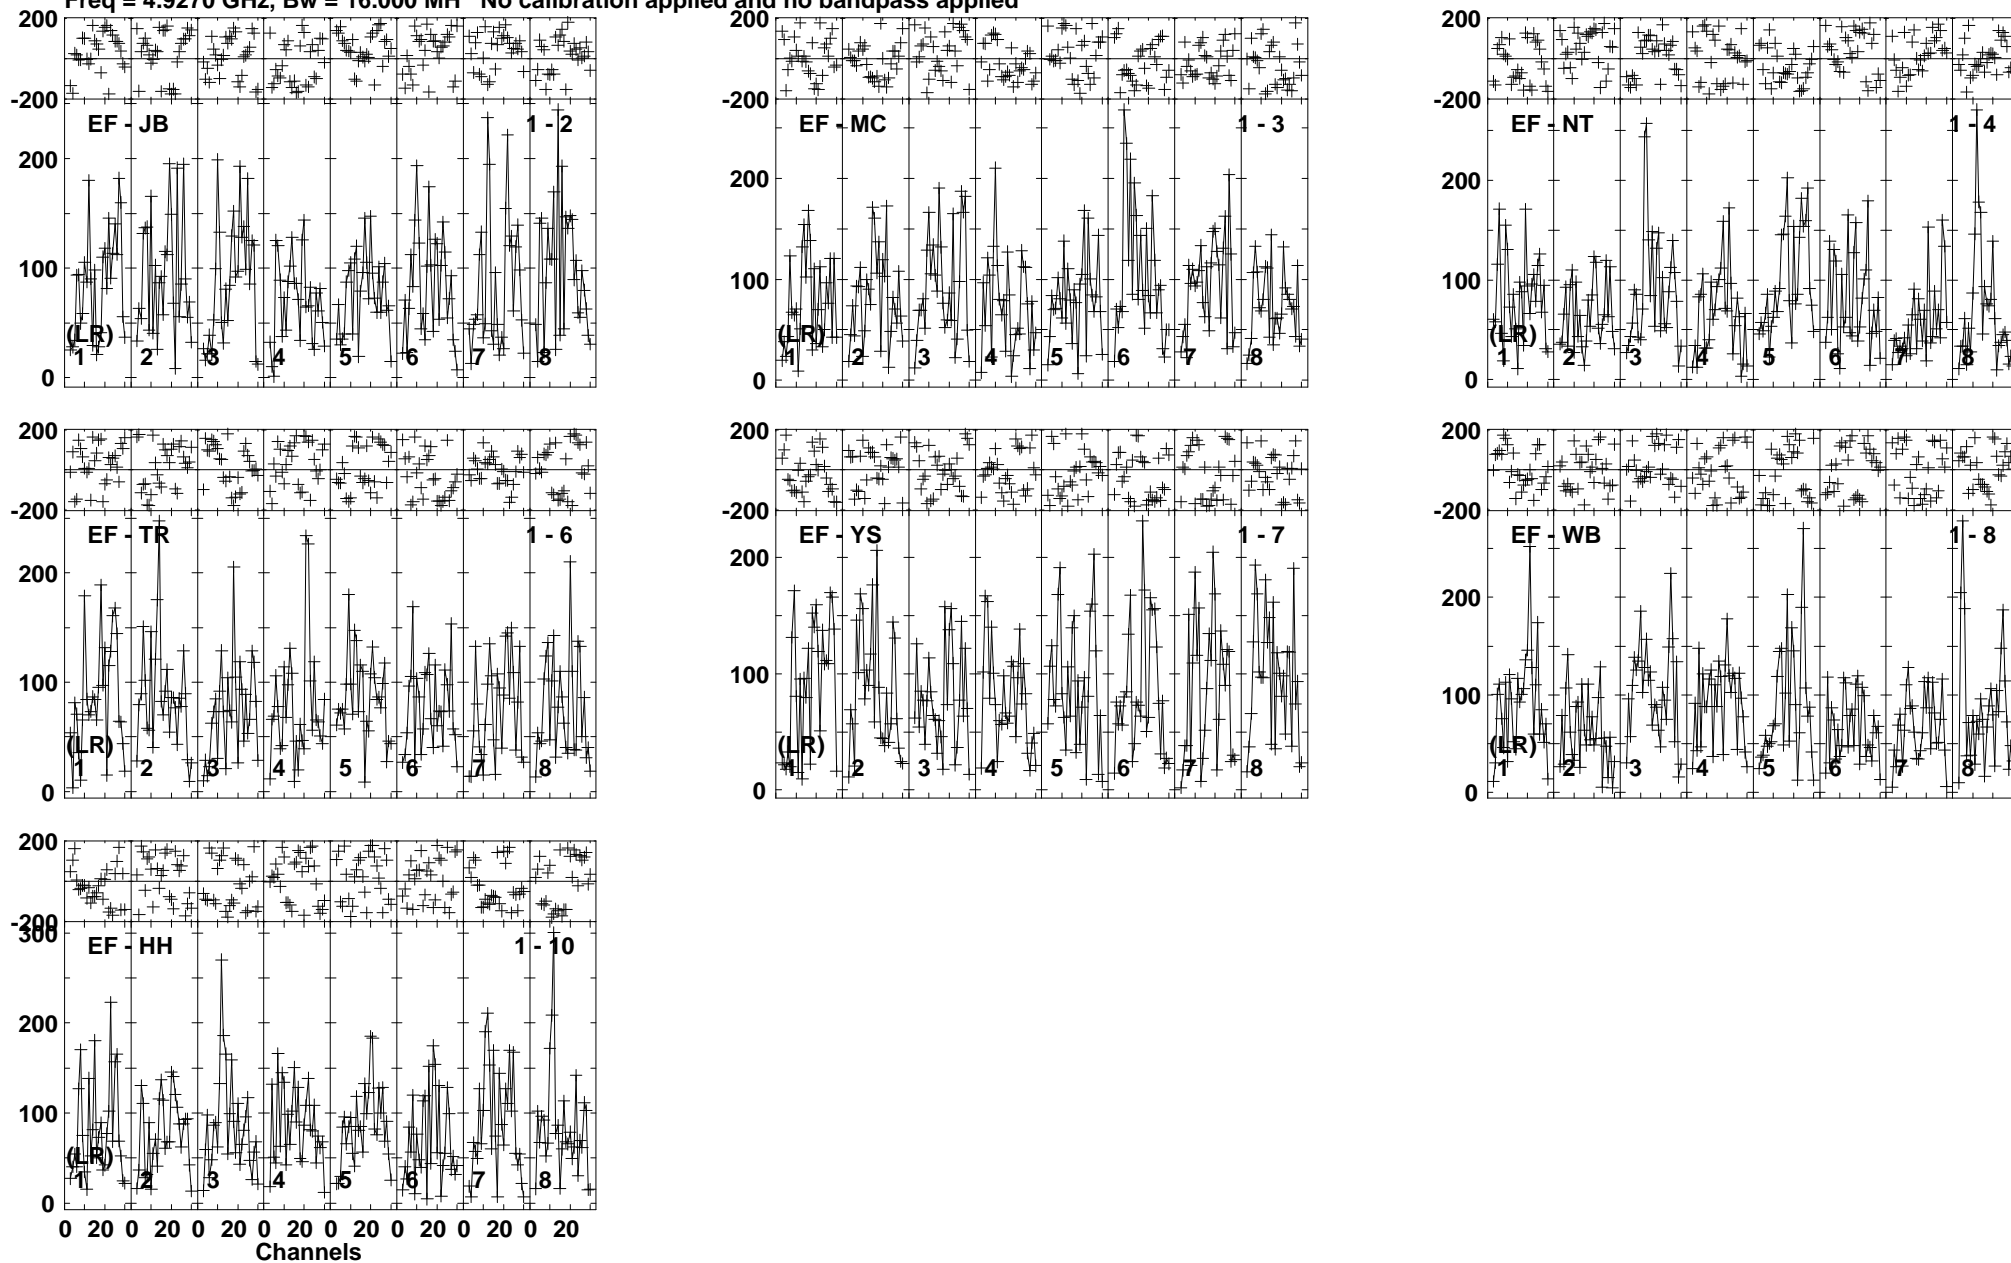 Freq = 4.9270 GHz, Bw = 16.000 MH No calibration applied and no bandpass applied
200 200 200
-200 -200 -200
EF - JB 1 - 2 EF - MC 1 - 3 EF - NT 1 - 4
200 200 200
100 100 100
(LR) (LR) (LR)
1 2 3 4 5 6 7 8 1 2 3 4 5 6 7 8 1 2 3 4 5 6 7 8
0 0 0
200 200 200
-200 -200 -200
EF - TR 1 - 6 EF - YS 1 - 7 EF - WB 1 - 8
200 200 200
100 100 100
(LR) (LR) (LR)
1 2 3 4 5 6 7 8 1 2 3 4 5 6 7 8 1 2 3 4 5 6 7 8
0 0 0
200
-200
300
EF - HH 1 - 10
200
100
(LR)
1 2 3 4 5 6 7 8
0
0 20 0 20 0 20 0 20 0 20 0 20 0 20 0 20
Channels